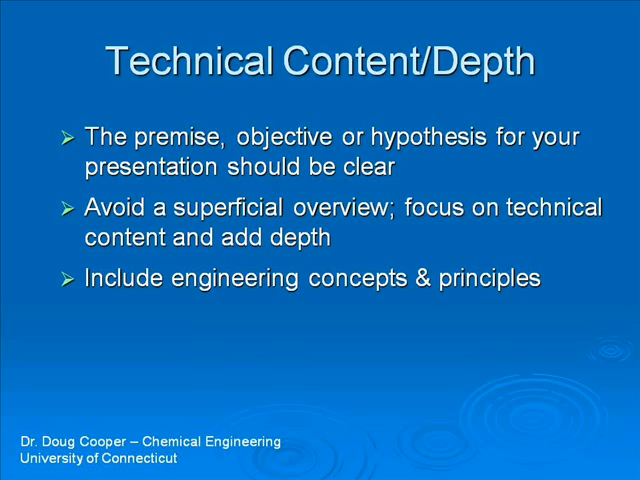 Technical Content/Depth
The premise, objective or hypothesis for your
presentation should be clear
Avoid a superficial overview; focus on technical
content and add depth
Include engineering concepts & principles
Dr. Doug Cooper – Chemical Engineering
University of Connecticut